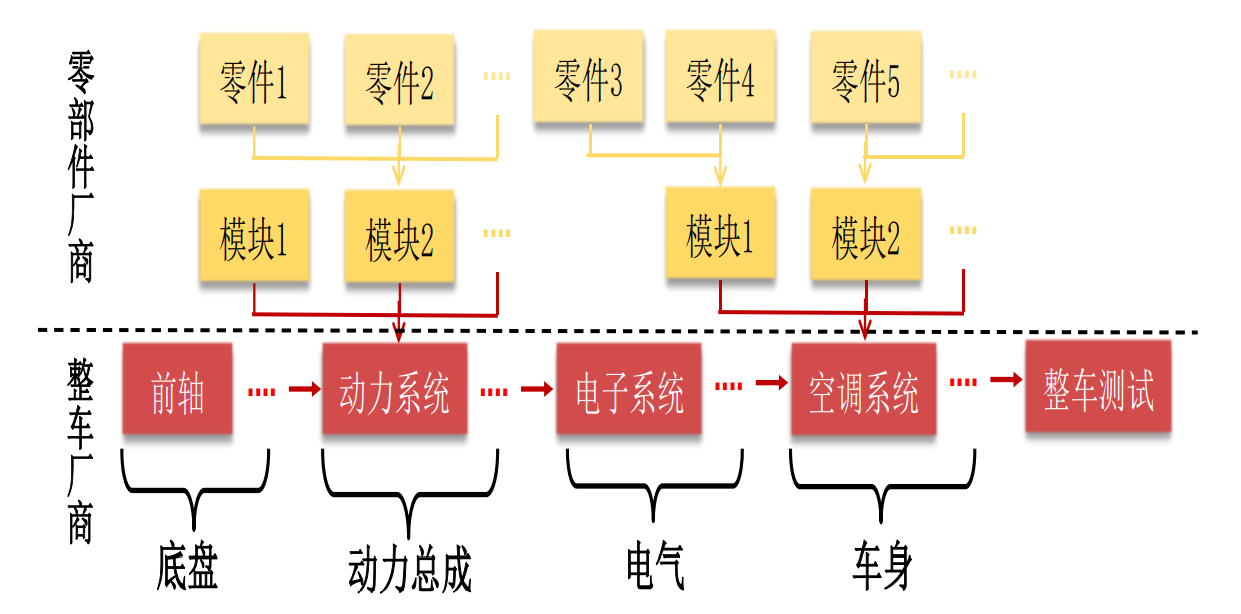 零部件厂商
零件1
零件2
零件3
零件4
零件5
模块1
模块2
模块1
模块2
整车厂商
前轴
动力系统
电子系统
空调系统
整车测试
底盘
动力总成
电气
车身